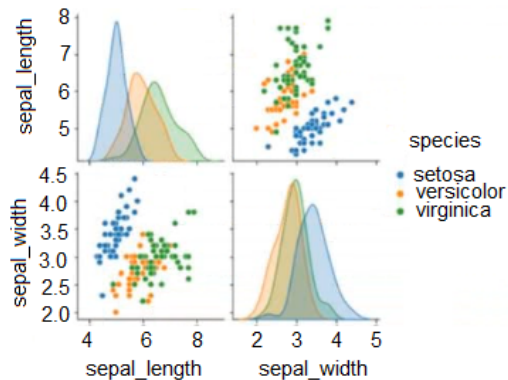 8
7
6
5
sepal_length
4.5
4.0
3.5
3.0
2.5
2.0
sepal_width
4 6 8
2 3 4 5
sepal_length
sepal_width
species
setosa
versicolor
virginica